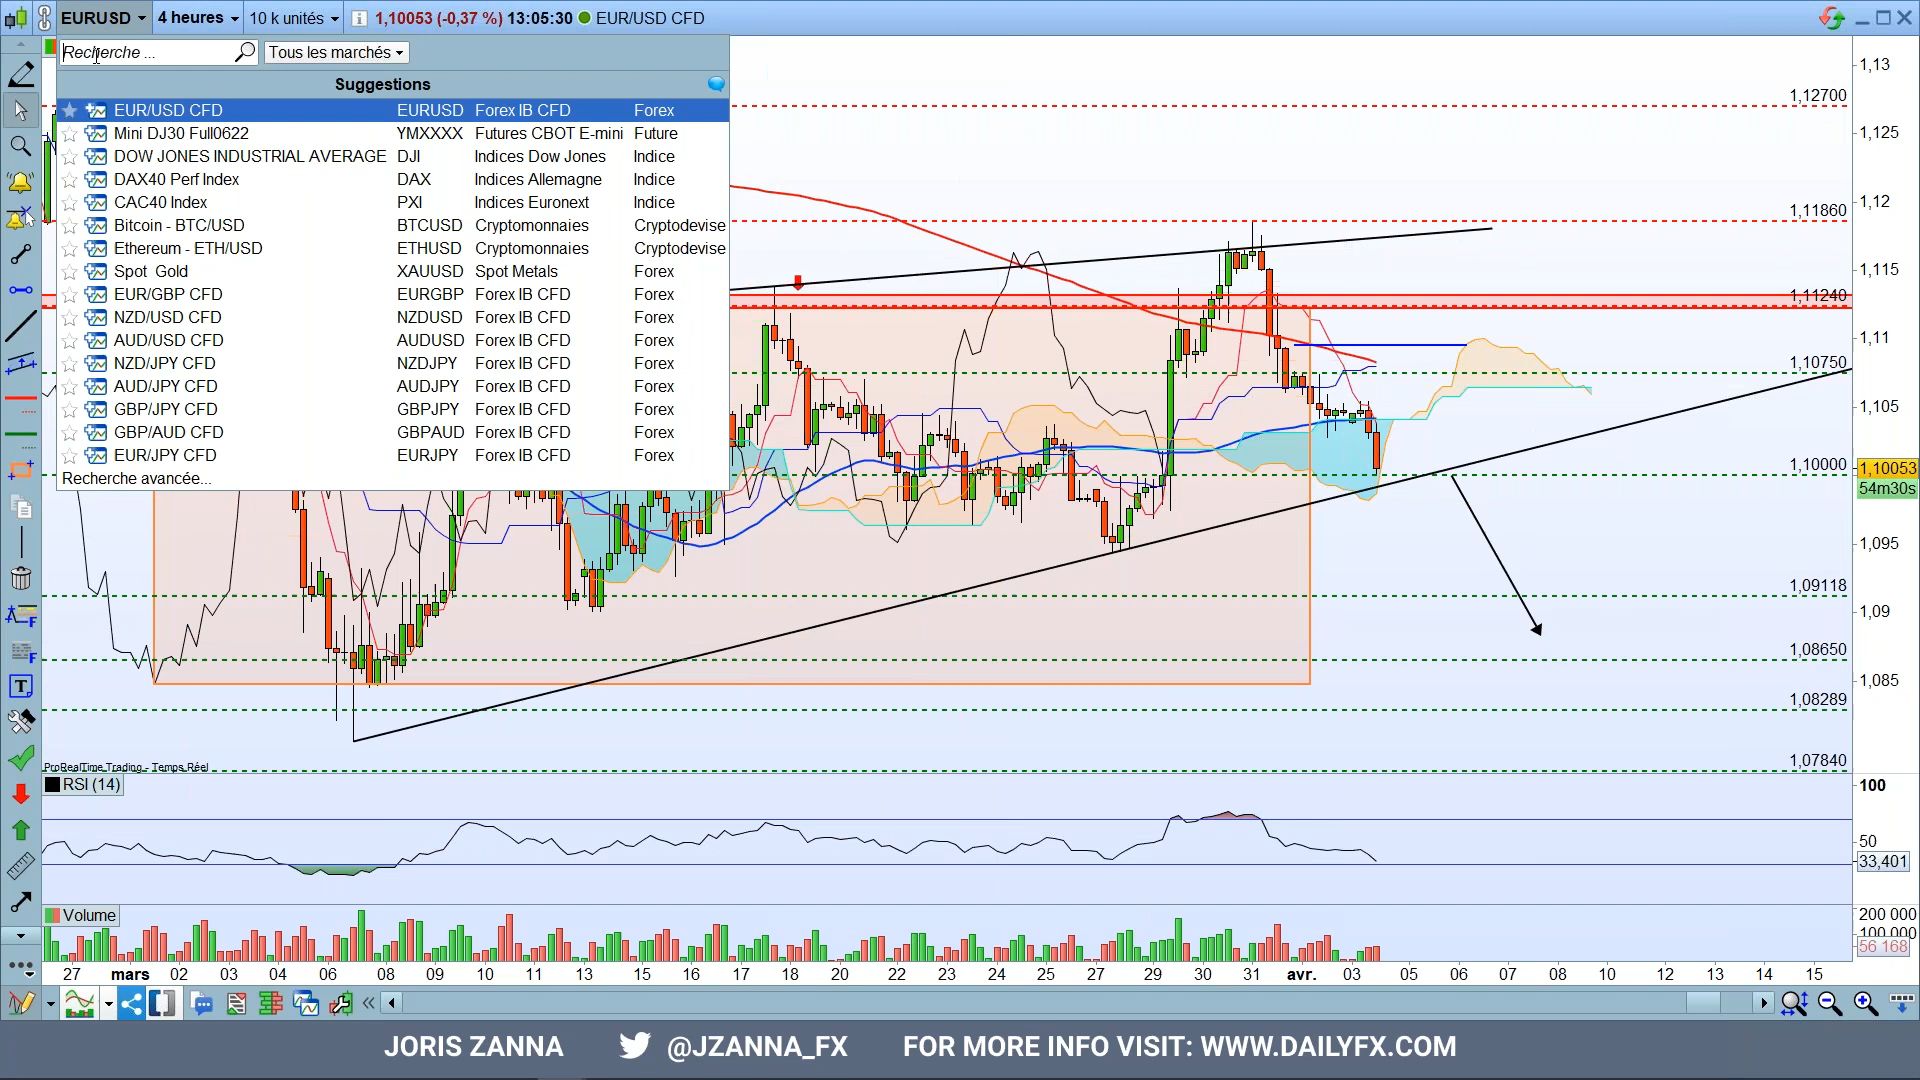 EURUSD 4 heures 10 k unités 1,10053 (-0,37 %) 13:05:30 EUR/USD CFD
Recherche ... Tous les marchés
Suggestions
EUR/USD CFD EURUSD Forex IB CFD Forex
Mini DJ30 Full0622 YMXXXX Futures CBOT E-mini Future
DOW JONES INDUSTRIAL AVERAGE DJI Indices Dow Jones Indice
DAX40 Perf Index DAX Indices Allemagne Indice
CAC40 Index PXI Indices Euronext Indice
Bitcoin - BTC/USD BTCUSD Cryptomonnaies Cryptodevise
Ethereum - ETH/USD ETHUSD Cryptomonnaies Cryptodevise
Spot Gold XAUUSD Spot Metals Forex
EUR/GBP CFD EURGBP Forex IB CFD Forex
NZD/USD CFD NZDUSD Forex IB CFD Forex
AUD/USD CFD AUDUSD Forex IB CFD Forex
NZD/JPY CFD NZDJPY Forex IB CFD Forex
AUD/JPY CFD AUDJPY Forex IB CFD Forex
GBP/JPY CFD GBPJPY Forex IB CFD Forex
GBP/AUD CFD GBPAUD Forex IB CFD Forex
EUR/JPY CFD EURJPY Forex IB CFD Forex
Recherche avancée...
1,13
1,12700
1,125
1,12
1,11860
1,115
1,11240
1,11
1,10750
1,105
1,10000
1,10053
54m30s
1,095
1,09118
1,09
1,08650
1,085
1,08289
1,07840
ProRealTime Trading - Temps Réel
RSI (14)
100
50
33,401
Volume
200 000
100 000
56 168
27 mars 02 03 04 06 08 09 10 11 13 15 16 17 18 20 22 23 24 25 27 29 30 31 avr. 03 05 06 07 08 10 12 13 14 15
JORIS ZANNA @JZANNA_FX FOR MORE INFO VISIT: WWW.DAILYFX.COM